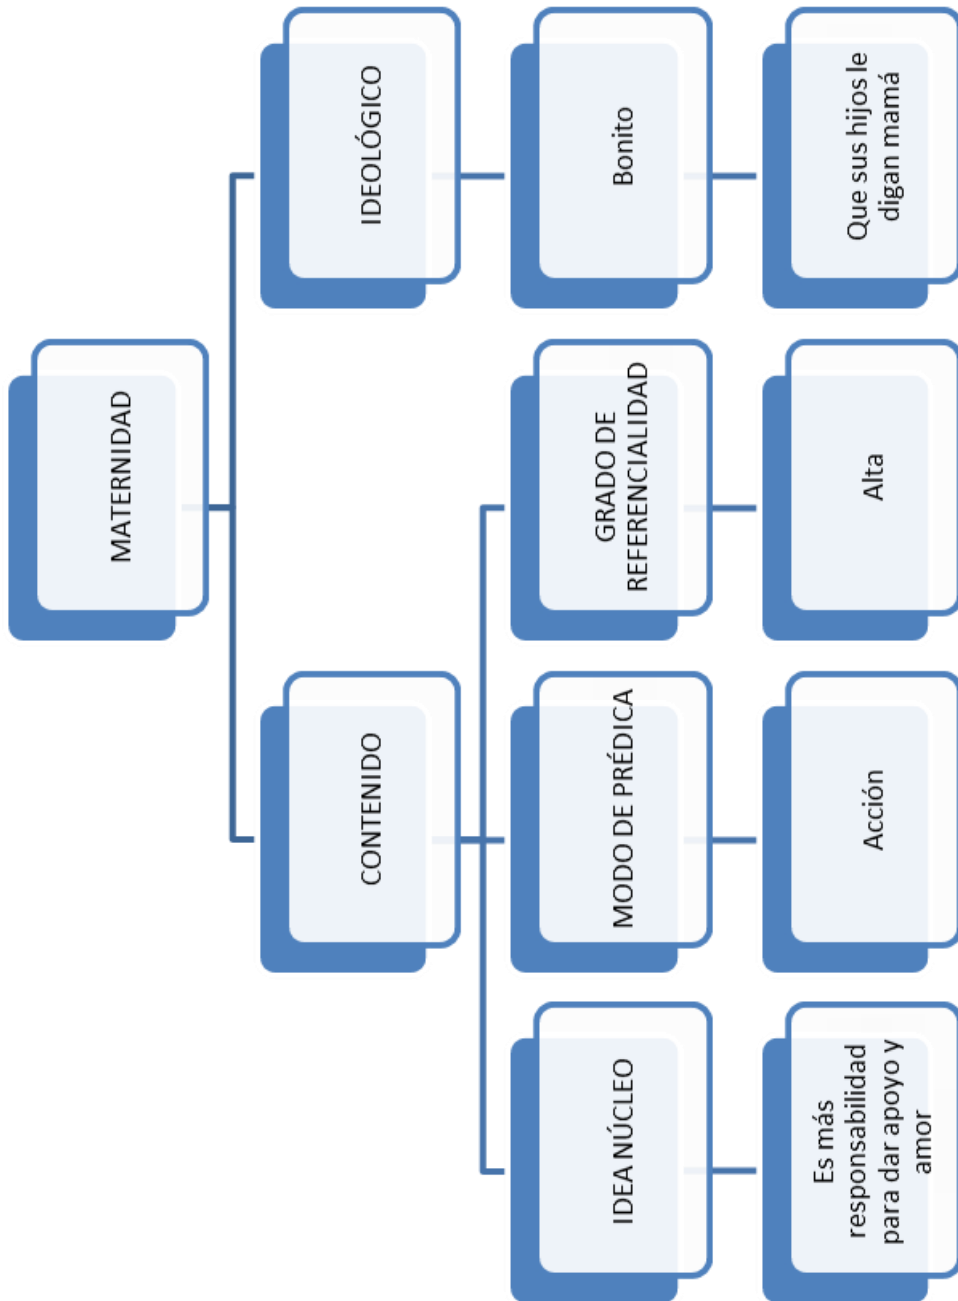 MATERNIDAD
CONTENIDO
IDEOLÓGICO
IDEA NÚCLEO
MODO DE PRÉDICA
GRADO DE
REFERENCIALIDAD
Bonito
Es más
responsabilidad
para dar apoyo y
amor
Acción
Alta
Que sus hijos le
digan mamá